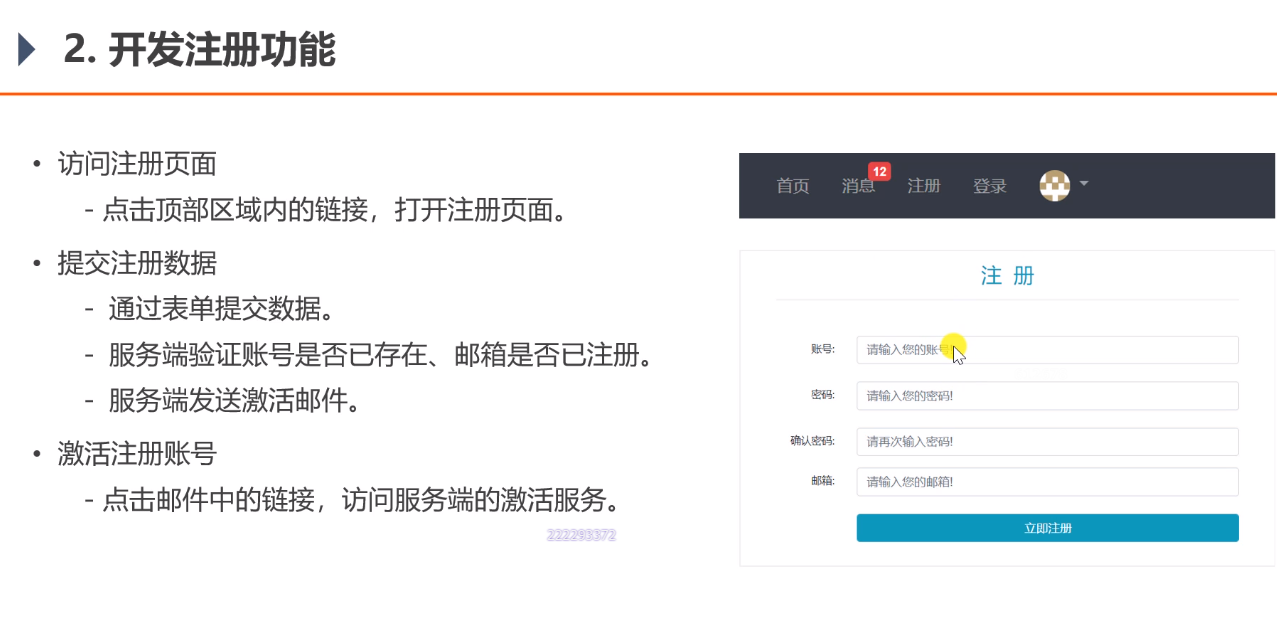 2. 开发注册功能
• 访问注册页面
- 点击顶部区域内的链接，打开注册页面。
• 提交注册数据
- 通过表单提交数据。
- 服务端验证账号是否已存在、邮箱是否已注册。
- 服务端发送激活邮件。
• 激活注册账号
- 点击邮件中的链接，访问服务端的激活服务。
222293372
首页 消息 12 注册 登录
注 册
账号: 请输入您的账号
密码: 请输入您的密码!
确认密码: 请再次输入密码!
邮箱: 请输入您的邮箱!
立即注册